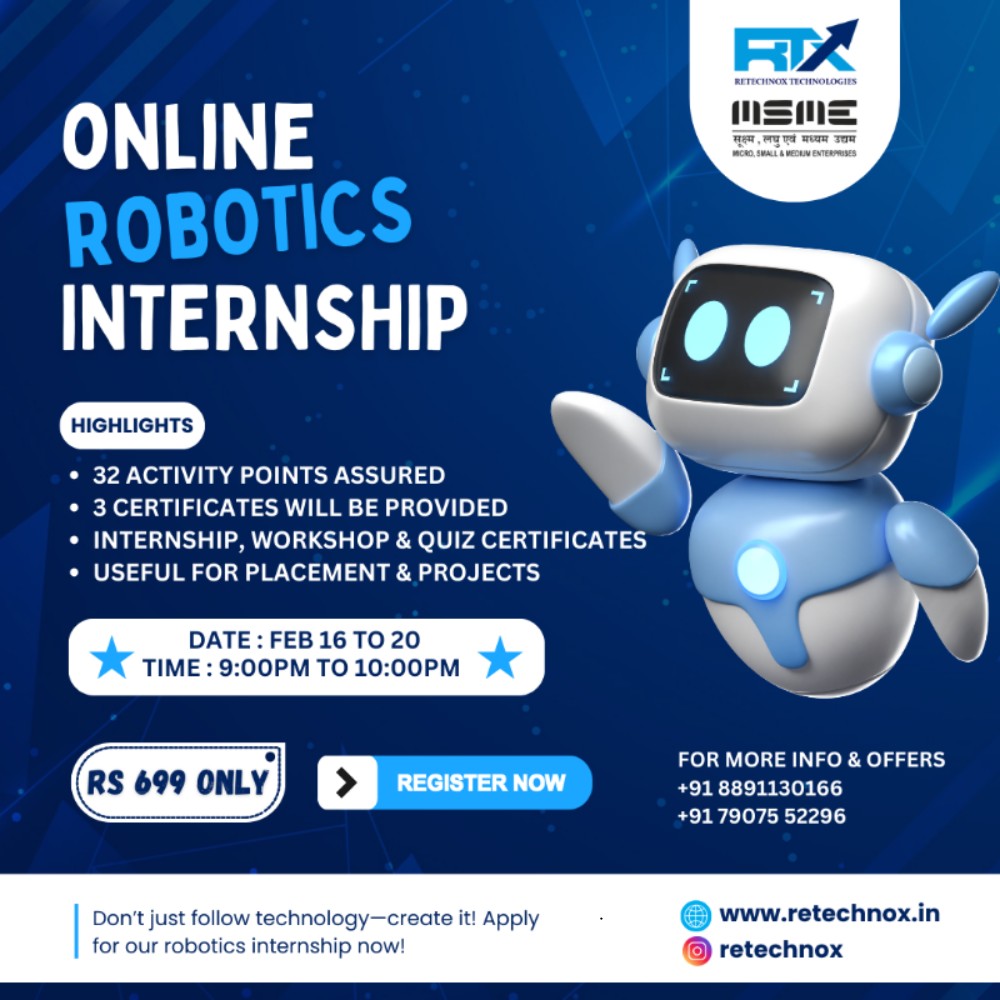 RTX
RETECHNOX TECHNOLOGIES
MSME
सूक्ष्म, लघु एवं मध्यम उद्यम
MICRO, SMALL & MEDIUM ENTERPRISES
ONLINE
ROBOTICS
INTERNSHIP
HIGHLIGHTS
• 32 ACTIVITY POINTS ASSURED
• 3 CERTIFICATES WILL BE PROVIDED
• INTERNSHIP, WORKSHOP & QUIZ CERTIFICATES
• USEFUL FOR PLACEMENT & PROJECTS
DATE : FEB 16 TO 20
TIME : 9:00PM TO 10:00PM
RS 699 ONLY
REGISTER NOW
FOR MORE INFO & OFFERS
+91 8891130166
+91 79075 52296
Don't just follow technology—create it! Apply
for our robotics internship now!
www.retechnox.in
retechnox